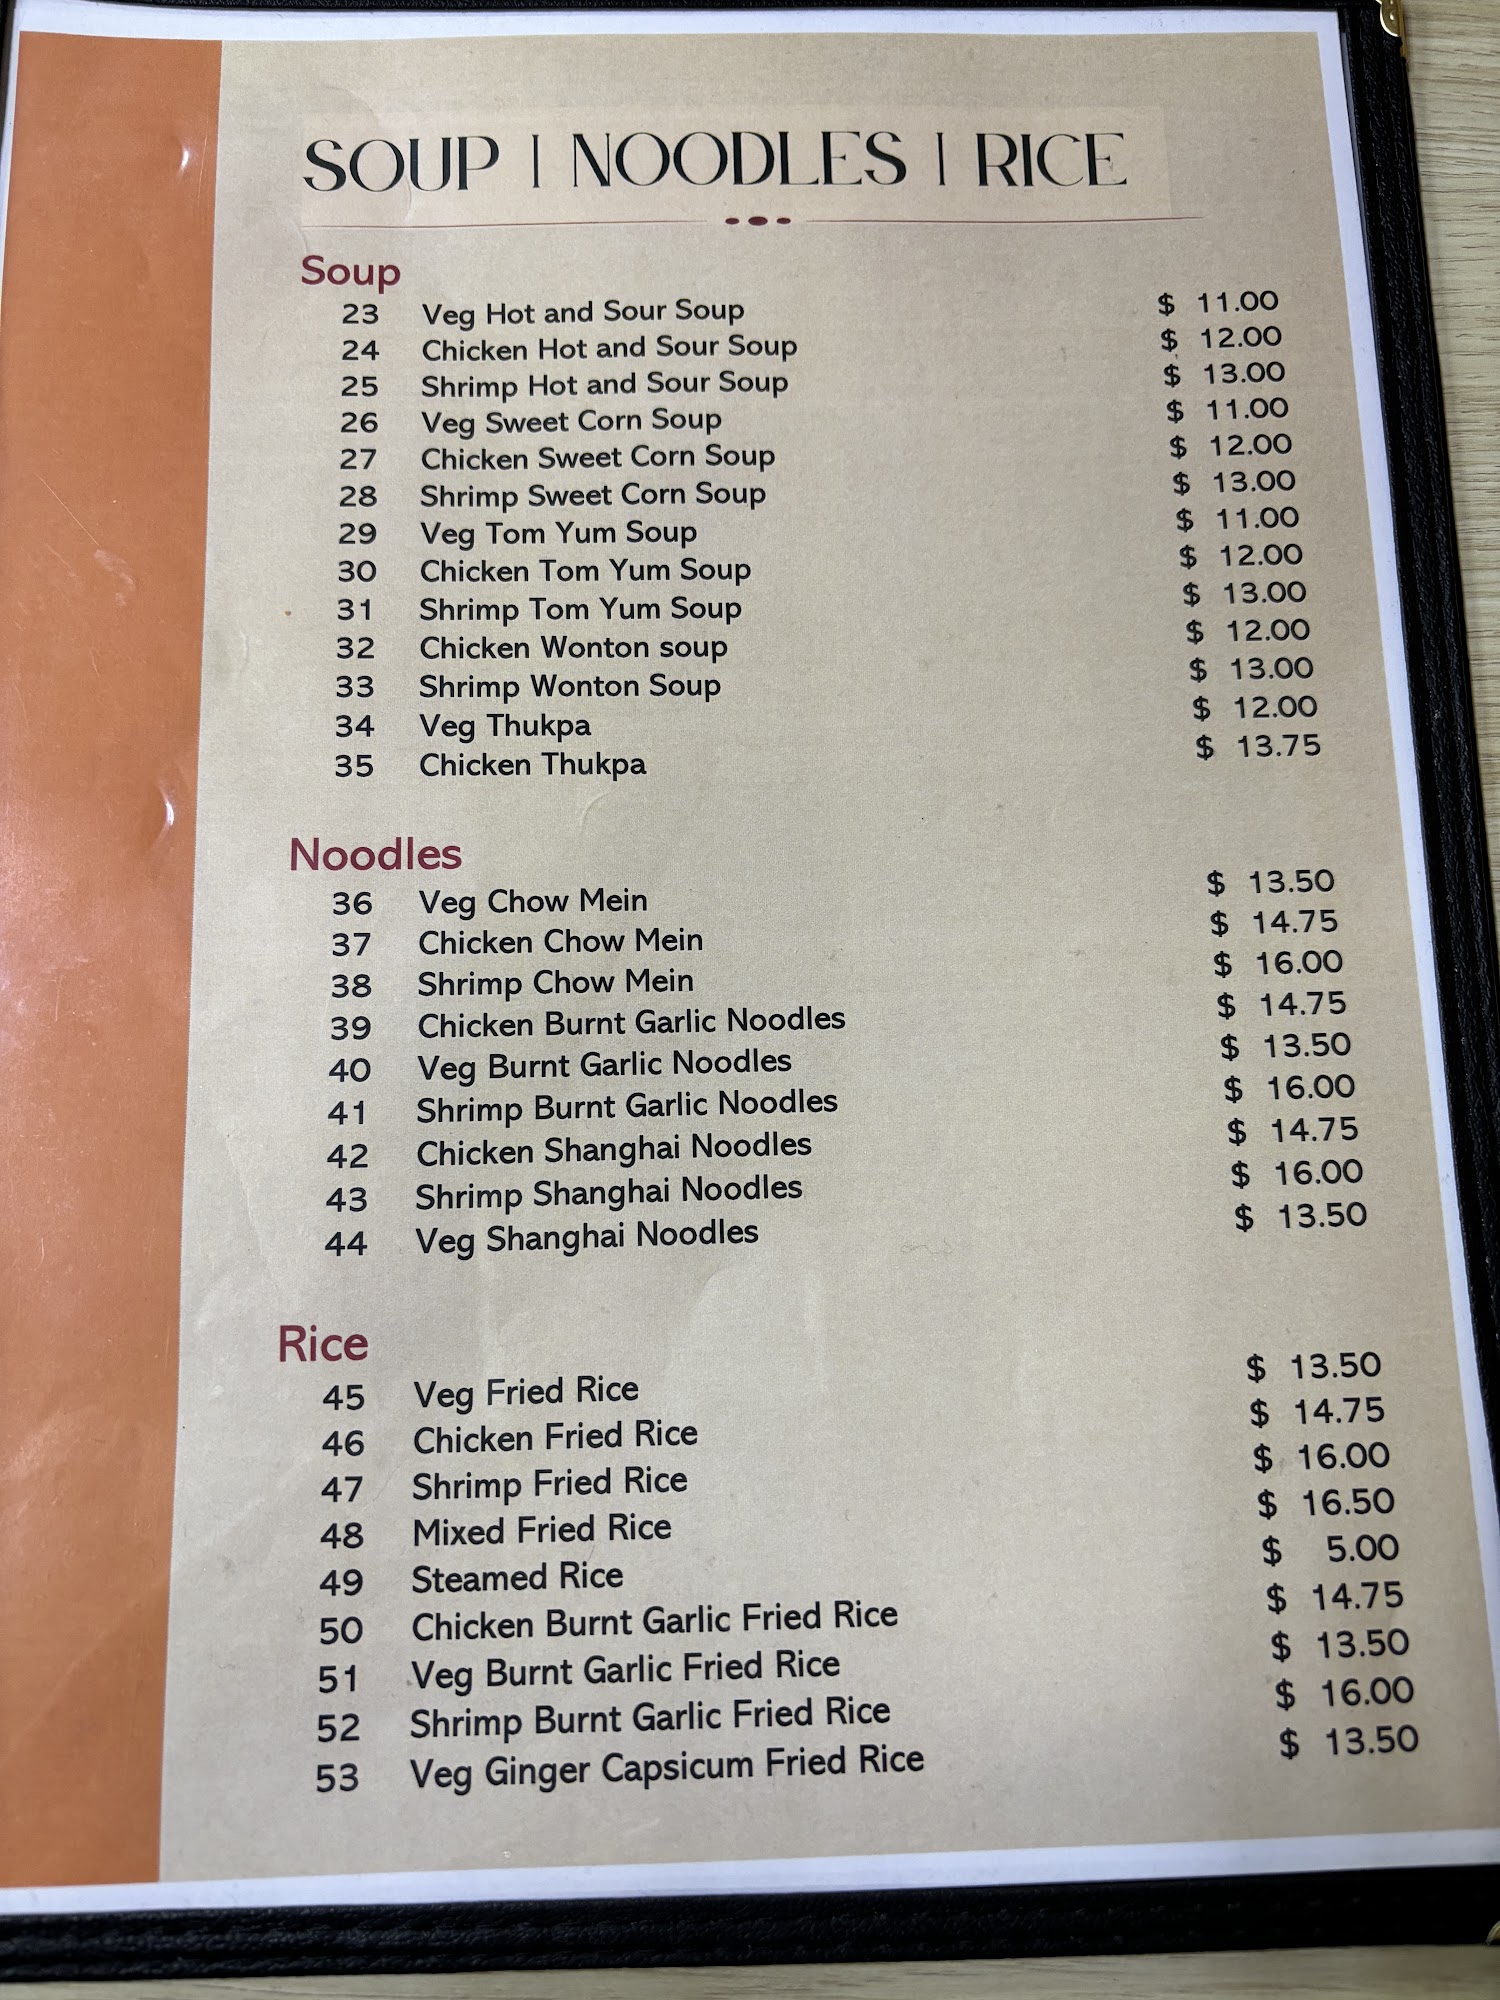 SOUP | NOODLES | RICE
Soup
23 Veg Hot and Sour Soup $ 11.00
24 Chicken Hot and Sour Soup $ 12.00
25 Shrimp Hot and Sour Soup $ 13.00
26 Veg Sweet Corn Soup $ 11.00
27 Chicken Sweet Corn Soup $ 12.00
28 Shrimp Sweet Corn Soup $ 13.00
29 Veg Tom Yum Soup $ 11.00
30 Chicken Tom Yum Soup $ 12.00
31 Shrimp Tom Yum Soup $ 13.00
32 Chicken Wonton soup $ 12.00
33 Shrimp Wonton Soup $ 13.00
34 Veg Thukpa $ 12.00
35 Chicken Thukpa $ 13.75
Noodles
36 Veg Chow Mein $ 13.50
37 Chicken Chow Mein $ 14.75
38 Shrimp Chow Mein $ 16.00
39 Chicken Burnt Garlic Noodles $ 14.75
40 Veg Burnt Garlic Noodles $ 13.50
41 Shrimp Burnt Garlic Noodles $ 16.00
42 Chicken Shanghai Noodles $ 14.75
43 Shrimp Shanghai Noodles $ 16.00
44 Veg Shanghai Noodles $ 13.50
Rice
45 Veg Fried Rice $ 13.50
46 Chicken Fried Rice $ 14.75
47 Shrimp Fried Rice $ 16.00
48 Mixed Fried Rice $ 16.50
49 Steamed Rice $ 5.00
50 Chicken Burnt Garlic Fried Rice $ 14.75
51 Veg Burnt Garlic Fried Rice $ 13.50
52 Shrimp Burnt Garlic Fried Rice $ 16.00
53 Veg Ginger Capsicum Fried Rice $ 13.50